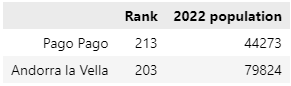 Rank 2022 population
Pago Pago 213 44273
Andorra la Vella 203 79824